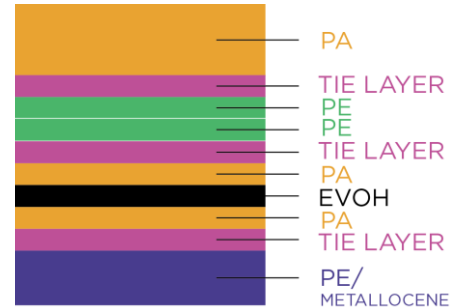 PA
TIE LAYER
PE
PE
TIE LAYER
PA
EVOH
PA
TIE LAYER
PE/
METALLOCENE